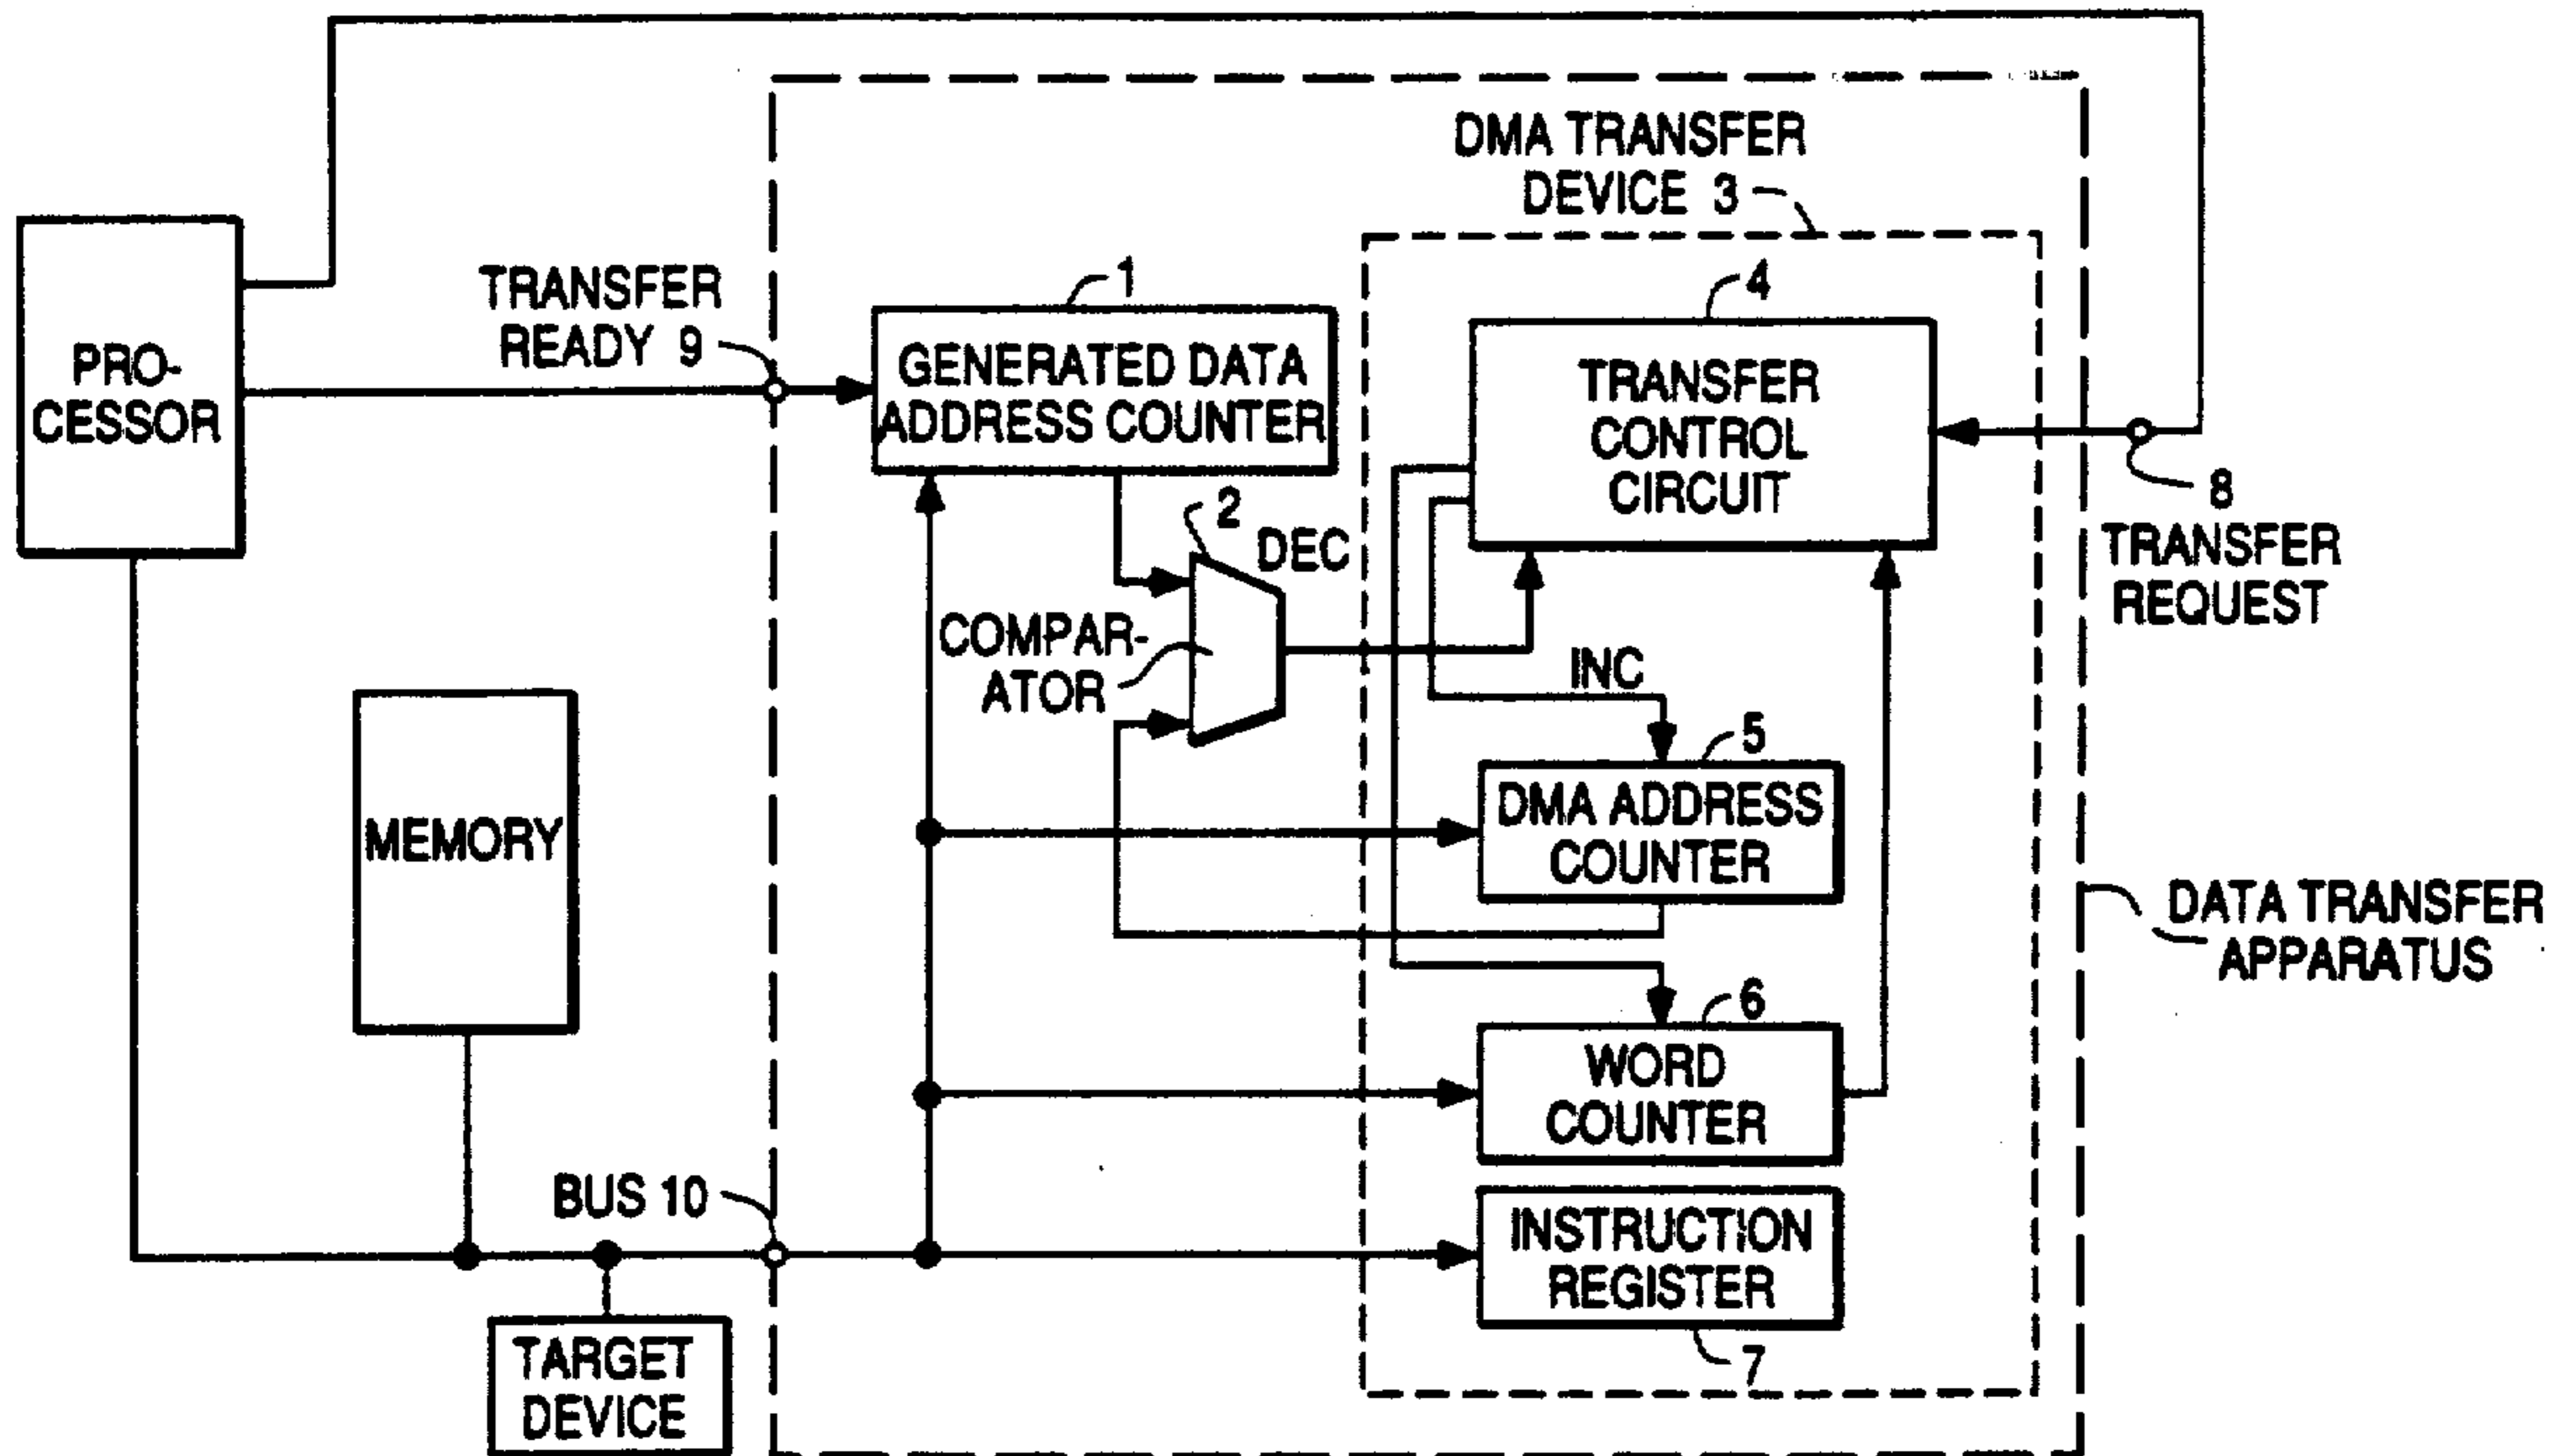 DMA TRANSFER
DEVICE 3
PRO-
CESSOR
TRANSFER
READY 9
1
GENERATED DATA
ADDRESS COUNTER
4
TRANSFER
CONTROL
CIRCUIT
8
TRANSFER
REQUEST
2
DEC
COMPAR-
ATOR
INC
MEMORY
5
DMA ADDRESS
COUNTER
DATA TRANSFER
APPARATUS
6
WORD
COUNTER
BUS 10
INSTRUCTION
REGISTER
7
TARGET
DEVICE